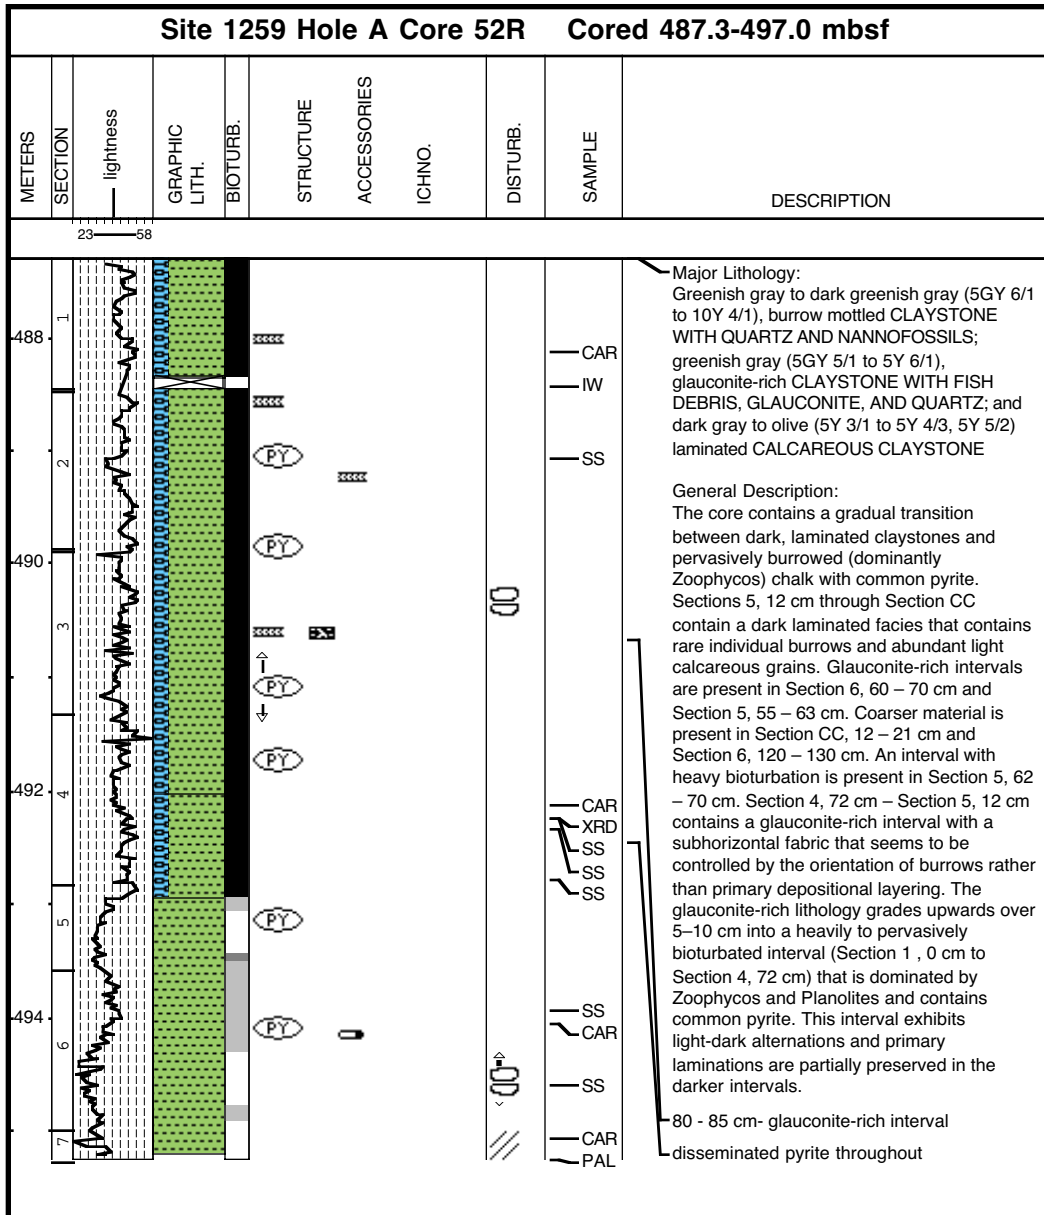 Site 1259 Hole A Core 52R Cored 487.3-497.0 mbsf
METERS
SECTION
lightness
GRAPHIC
LITH.
BIOTURB.
STRUCTURE
ACCESSORIES
ICHNO.
DISTURB.
SAMPLE
DESCRIPTION
23 58
1
2
3
4
5
6
7
488
490
492
494
PY
PY
PY
PY
PY
PY
CAR
IW
SS
CAR
XRD
SS
SS
SS
SS
CAR
SS
CAR
PAL
Major Lithology:
Greenish gray to dark greenish gray (5GY 6/1
to 10Y 4/1), burrow mottled CLAYSTONE
WITH QUARTZ AND NANNOFOSSILS;
greenish gray (5GY 5/1 to 5Y 6/1),
glauconite-rich CLAYSTONE WITH FISH
DEBRIS, GLAUCONITE, AND QUARTZ; and
dark gray to olive (5Y 3/1 to 5Y 4/3, 5Y 5/2)
laminated CALCAREOUS CLAYSTONE
General Description:
The core contains a gradual transition
between dark, laminated claystones and
pervasively burrowed (dominantly
Zoophycos) chalk with common pyrite.
Sections 5, 12 cm through Section CC
contain a dark laminated facies that contains
rare individual burrows and abundant light
calcareous grains. Glauconite-rich intervals
are present in Section 6, 60 – 70 cm and
Section 5, 55 – 63 cm. Coarser material is
present in Section CC, 12 – 21 cm and
Section 6, 120 – 130 cm. An interval with
heavy bioturbation is present in Section 5, 62
– 70 cm. Section 4, 72 cm – Section 5, 12 cm
contains a glauconite-rich interval with a
subhorizontal fabric that seems to be
controlled by the orientation of burrows rather
than primary depositional layering. The
glauconite-rich lithology grades upwards over
5–10 cm into a heavily to pervasively
bioturbated interval (Section 1 , 0 cm to
Section 4, 72 cm) that is dominated by
Zoophycos and Planolites and contains
common pyrite. This interval exhibits
light-dark alternations and primary
laminations are partially preserved in the
darker intervals.
80 - 85 cm- glauconite-rich interval
disseminated pyrite throughout